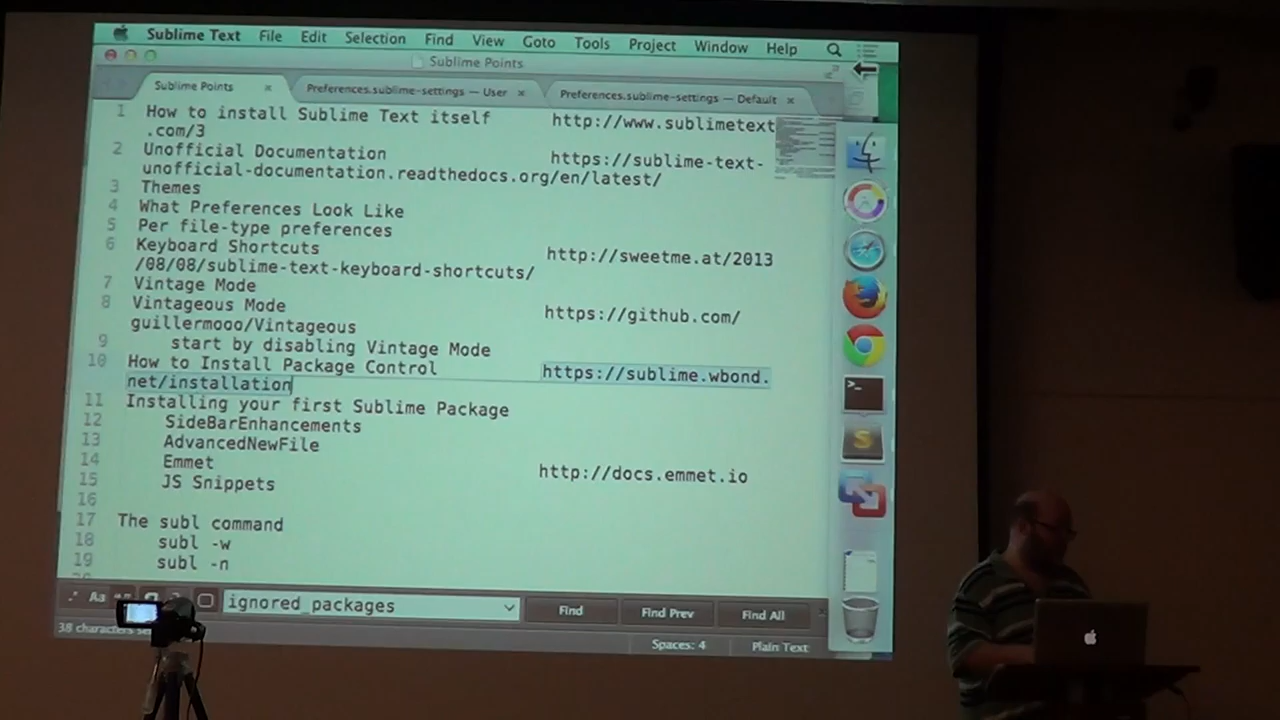 Sublime Text File Edit Selection Find View Goto Tools Project Window Help
Sublime Points
Sublime Points × Preferences.sublime-settings — User × Preferences.sublime-settings — Default ×
1 How to install Sublime Text itself http://www.sublimetext
.com/3
2 Unofficial Documentation https://sublime-text-
unofficial-documentation.readthedocs.org/en/latest/
3 Themes
4 What Preferences Look Like
5 Per file-type preferences
6 Keyboard Shortcuts http://sweetme.at/2013
/08/08/sublime-text-keyboard-shortcuts/
7 Vintage Mode
8 Vintageous Mode https://github.com/
guillermooo/Vintageous
9 start by disabling Vintage Mode
10 How to Install Package Control https://sublime.wbond.
net/installation
11 Installing your first Sublime Package
12 SideBarEnhancements
13 AdvancedNewFile
14 Emmet http://docs.emmet.io
15 JS Snippets
16
17 The subl command
18 subl -w
19 subl -n
.* Aa ignored_packages Find Find Prev Find All
38 characters Spaces: 4 Plain Text